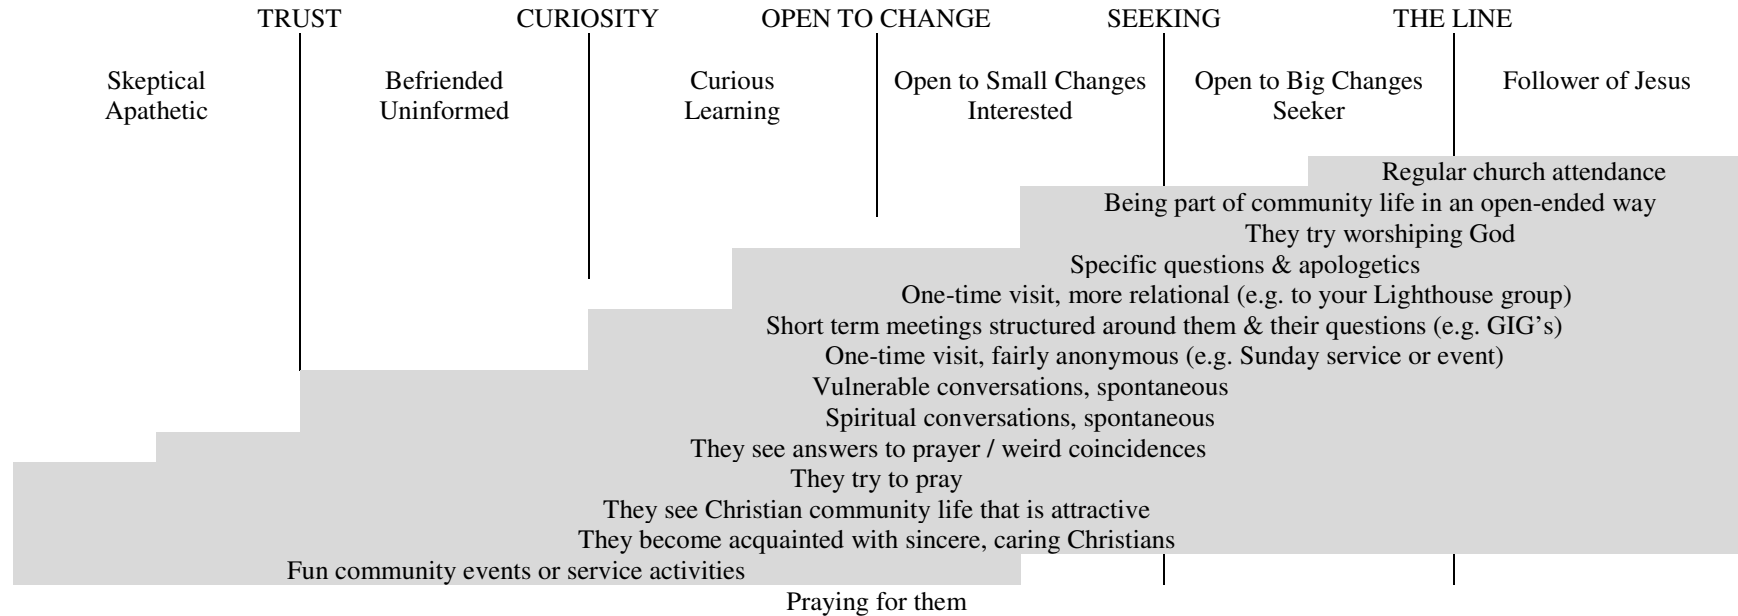 TRUST CURIOSITY OPEN TO CHANGE SEEKING THE LINE
Skeptical Befriended Curious Open to Small Changes Open to Big Changes Follower of Jesus
Apathetic Uninformed Learning Interested Seeker
Regular church attendance
Being part of community life in an open-ended way
They try worshiping God
Specific questions & apologetics
One-time visit, more relational (e.g. to your Lighthouse group)
Short term meetings structured around them & their questions (e.g. GIG’s)
One-time visit, fairly anonymous (e.g. Sunday service or event)
Vulnerable conversations, spontaneous
Spiritual conversations, spontaneous
They see answers to prayer / weird coincidences
They try to pray
They see Christian community life that is attractive
They become acquainted with sincere, caring Christians
Fun community events or service activities
Praying for them